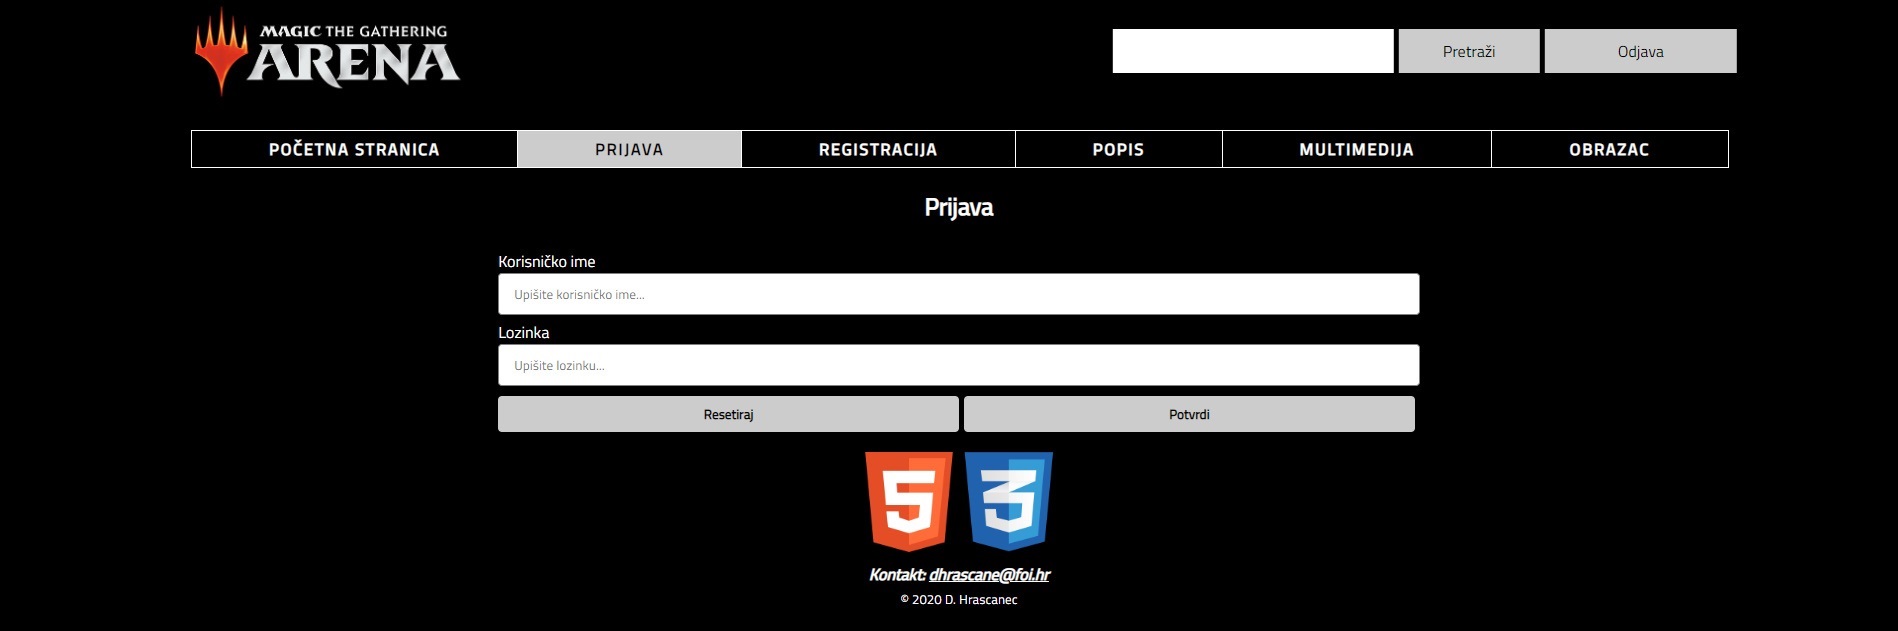 MAGIC THE GATHERING
ARENA
Pretraži
Odjava
POČETNA STRANICA
PRIJAVA
REGISTRACIJA
POPIS
MULTIMEDIJA
OBRAZAC
Prijava
Korisničko ime
Upišite korisničko ime...
Lozinka
Upišite lozinku...
Resetiraj
Potvrdi
5
3
Kontakt: dhrascane@foi.hr
© 2020 D. Hrascanec